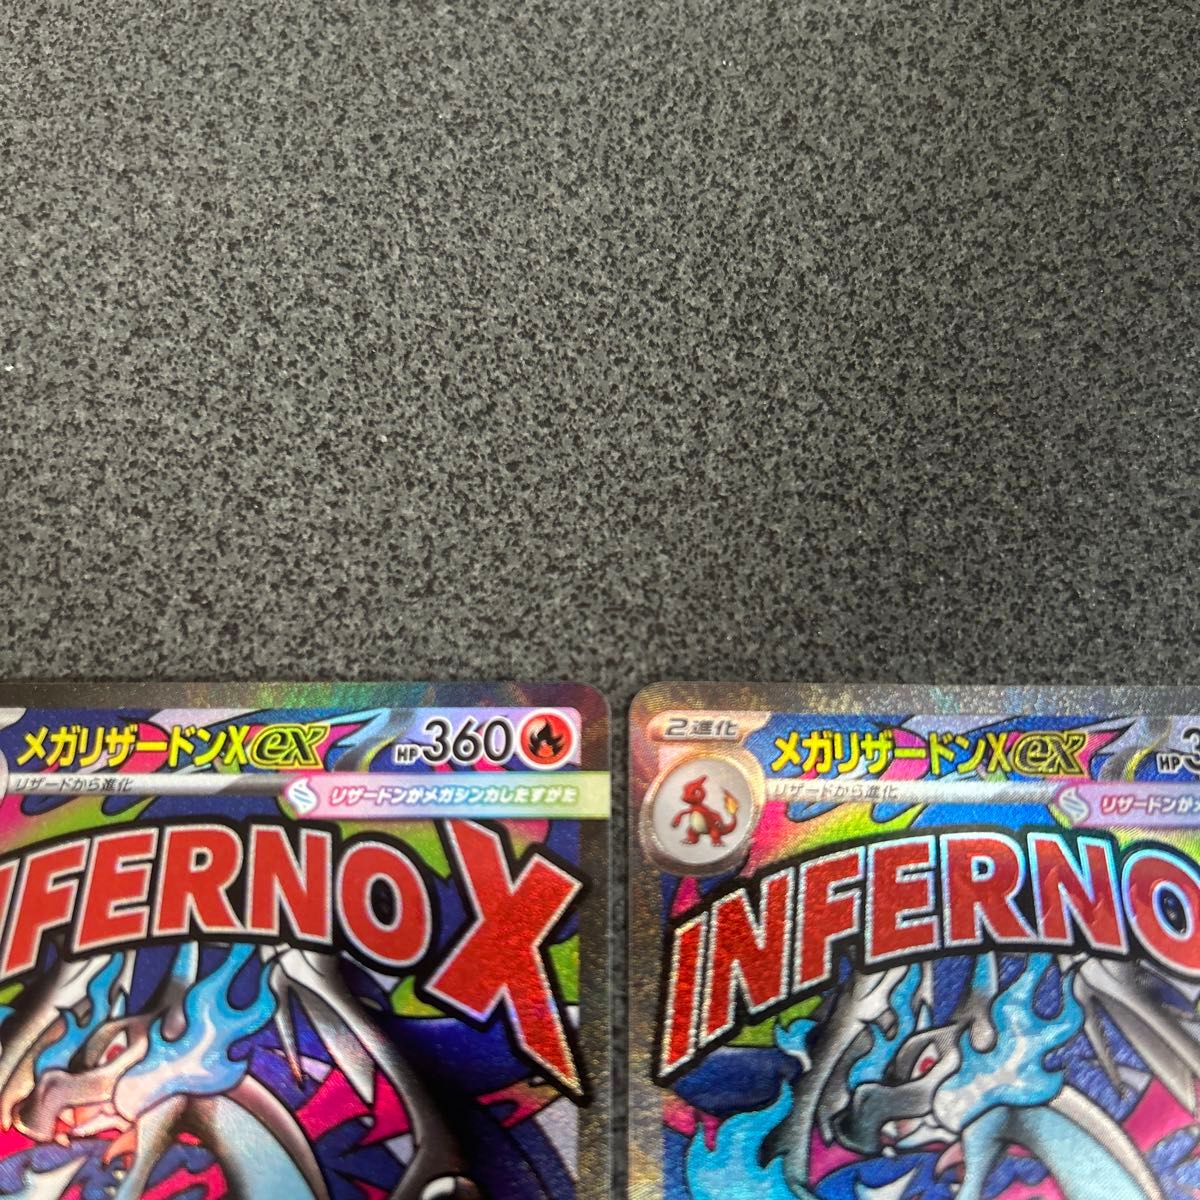 メガリザードンXex HP360
リザードから進化
リザードンがメガシンカしたすがた
NFERNO X
2進化
メガリザードンXex HP3
リザードから進化
リザードンが
INFERNO